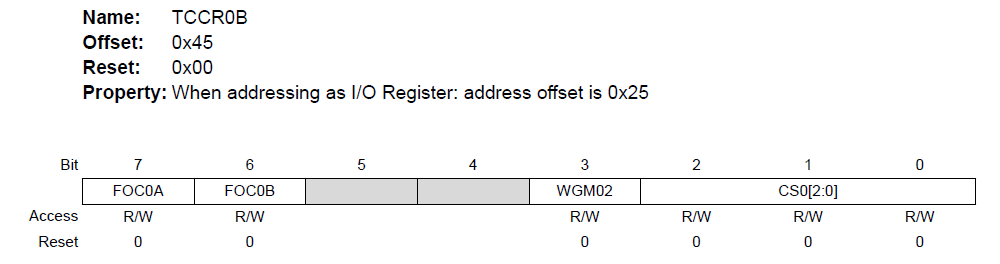 Name: TCCR0B
Offset: 0x45
Reset: 0x00
Property: When addressing as I/O Register: address offset is 0x25
Bit 7 6 5 4 3 2 1 0
FOC0A FOC0B WGM02 CS0[2:0]
Access R/W R/W R/W R/W R/W R/W
Reset 0 0 0 0 0 0